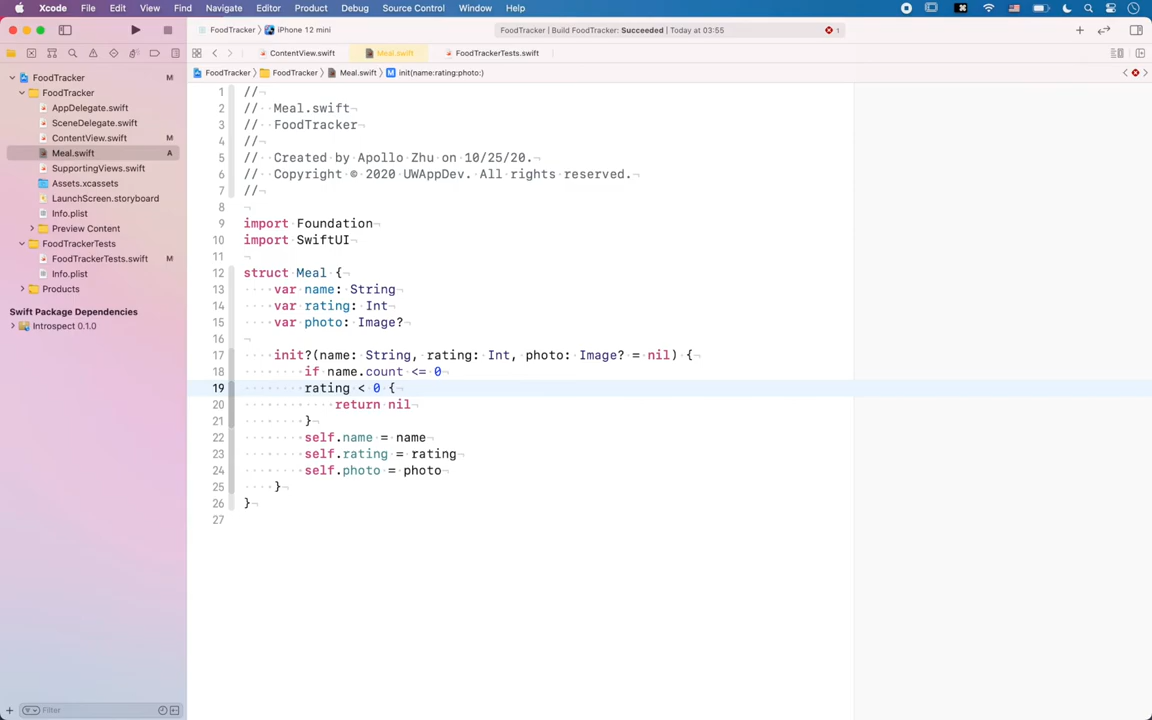 Xcode File Edit View Find Navigate Editor Product Debug Source Control Window Help
FoodTracker iPhone 12 mini FoodTracker | Build FoodTracker: Succeeded | Today at 03:55 1
ContentView.swift Meal.swift FoodTrackerTests.swift
FoodTracker FoodTracker Meal.swift M init(name:rating:photo:)
FoodTracker M
FoodTracker
AppDelegate.swift
SceneDelegate.swift
ContentView.swift M
Meal.swift A
SupportingViews.swift
Assets.xcassets
LaunchScreen.storyboard
Info.plist
Preview Content
FoodTrackerTests
FoodTrackerTests.swift M
Info.plist
Products
Swift Package Dependencies
Introspect 0.1.0
Filter
1 //
2 // Meal.swift
3 // FoodTracker
4 //
5 // Created by Apollo Zhu on 10/25/20.
6 // Copyright © 2020 UWAppDev. All rights reserved.
7 //
8
9 import Foundation
10 import SwiftUI
11
12 struct Meal {
13 var name: String
14 var rating: Int
15 var photo: Image?
16
17 init?(name: String, rating: Int, photo: Image? = nil) {
18 if name.count <= 0
19 rating < 0 {
20 return nil
21 }
22 self.name = name
23 self.rating = rating
24 self.photo = photo
25 }
26 }
27